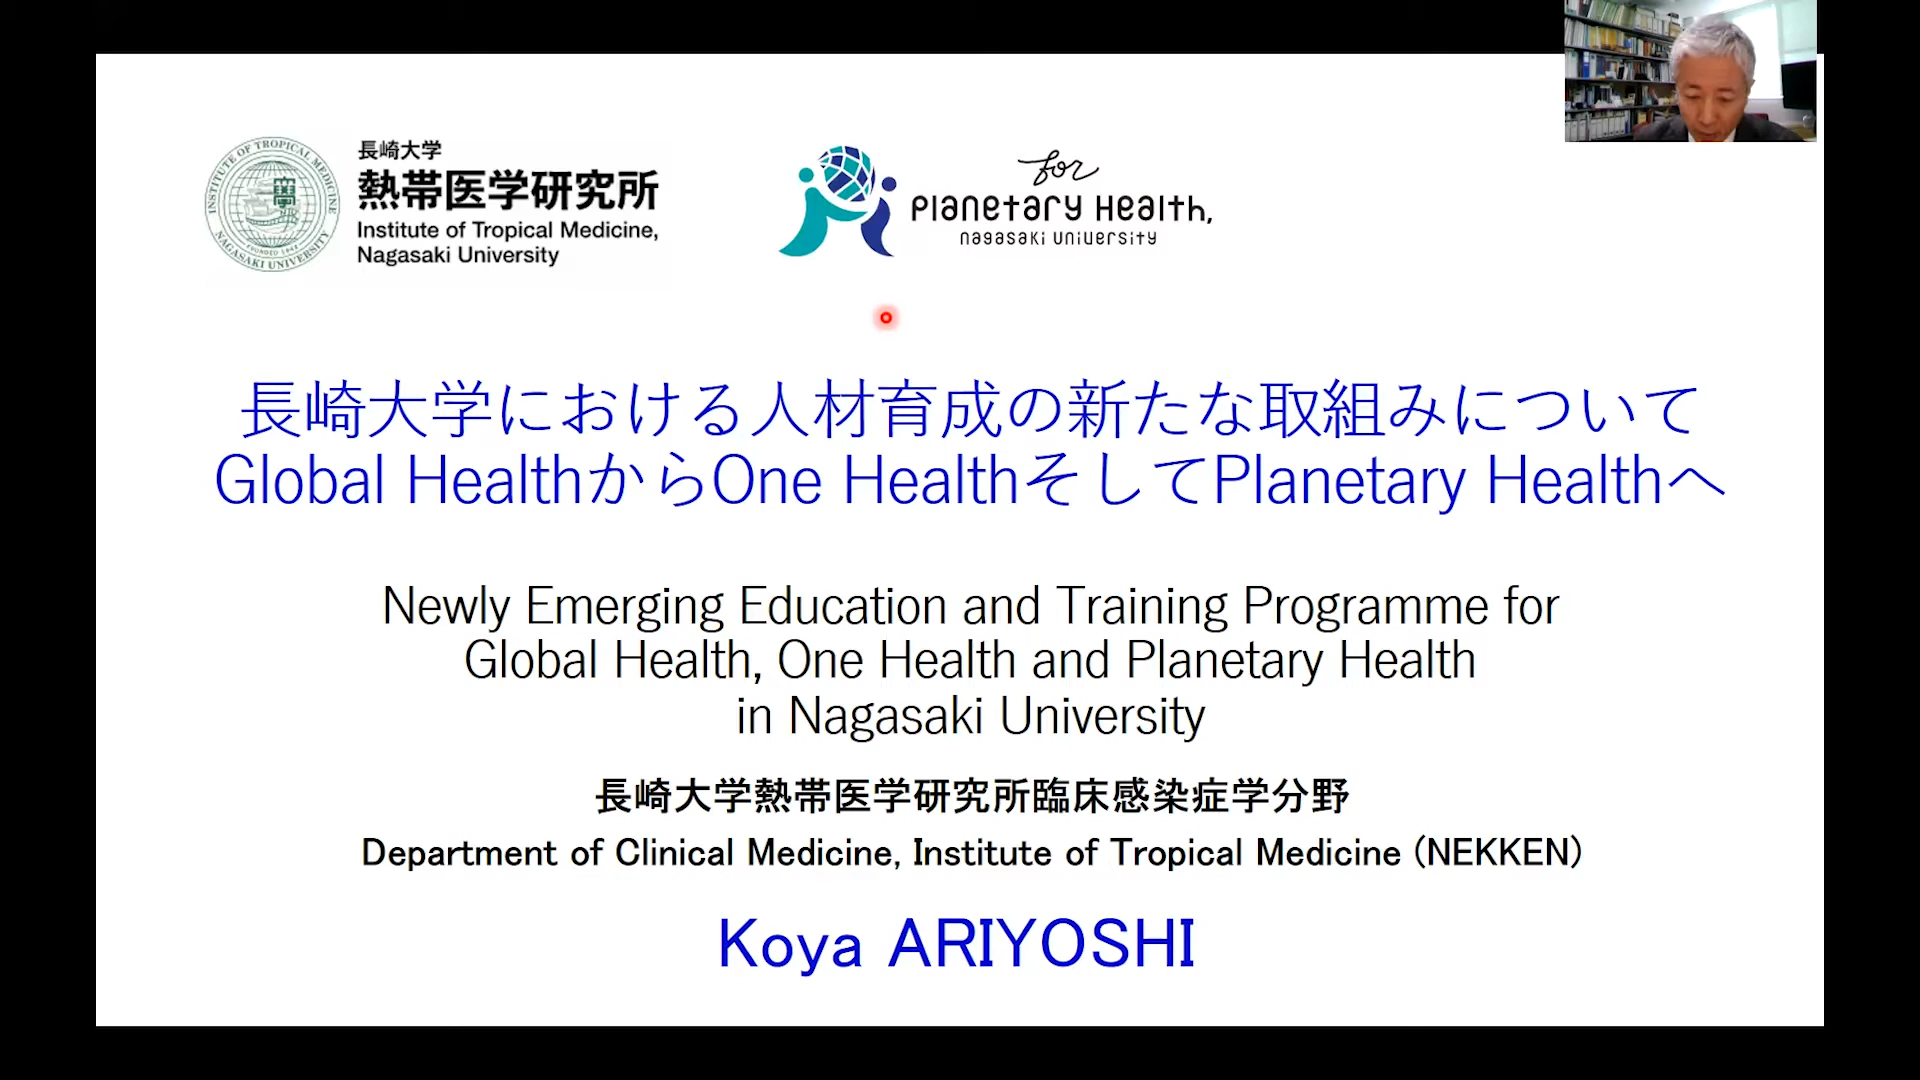 INSTITUTE OF TROPICAL MEDICINE
NAGASAKI UNIVERSITY
長崎大学
熱帯医学研究所
Institute of Tropical Medicine,
Nagasaki University
for
Planetary Health,
Nagasaki University
長崎大学における人材育成の新たな取組みについて
Global HealthからOne HealthそしてPlanetary Healthへ
Newly Emerging Education and Training Programme for
Global Health, One Health and Planetary Health
in Nagasaki University
長崎大学熱帯医学研究所臨床感染症学分野
Department of Clinical Medicine, Institute of Tropical Medicine (NEKKEN)
Koya ARIYOSHI